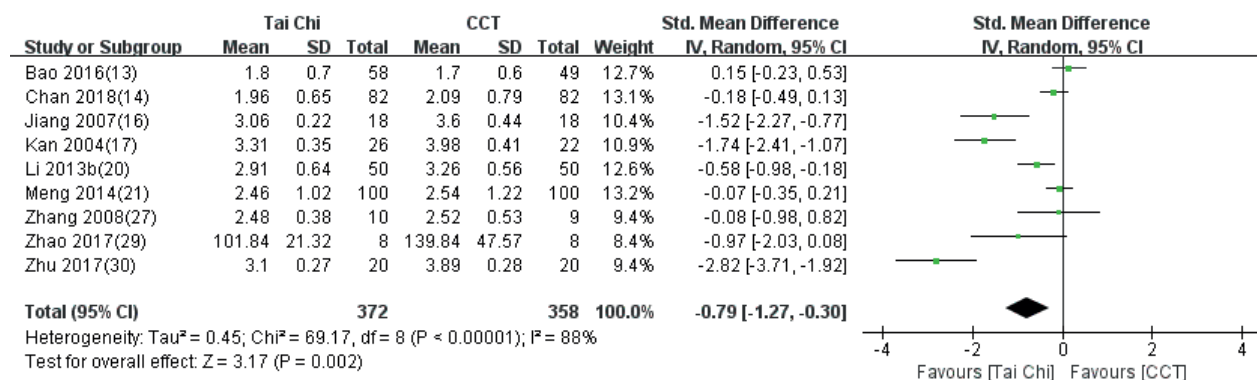 Tai Chi CCT Std. Mean Difference Std. Mean Difference
Study or Subgroup Mean SD Total Mean SD Total Weight IV, Random, 95% CI IV, Random, 95% CI
Bao 2016(13) 1.8 0.7 58 1.7 0.6 49 12.7% 0.15 [-0.23, 0.53]
Chan 2018(14) 1.96 0.65 82 2.09 0.79 82 13.1% -0.18 [-0.49, 0.13]
Jiang 2007(16) 3.06 0.22 18 3.6 0.44 18 10.4% -1.52 [-2.27, -0.77]
Kan 2004(17) 3.31 0.35 26 3.98 0.41 22 10.9% -1.74 [-2.41, -1.07]
Li 2013b(20) 2.91 0.64 50 3.26 0.56 50 12.6% -0.58 [-0.98, -0.18]
Meng 2014(21) 2.46 1.02 100 2.54 1.22 100 13.2% -0.07 [-0.35, 0.21]
Zhang 2008(27) 2.48 0.38 10 2.52 0.53 9 9.4% -0.08 [-0.98, 0.82]
Zhao 2017(29) 101.84 21.32 8 139.84 47.57 8 8.4% -0.97 [-2.03, 0.08]
Zhu 2017(30) 3.1 0.27 20 3.89 0.28 20 9.4% -2.82 [-3.71, -1.92]
Total (95% CI) 372 358 100.0% -0.79 [-1.27, -0.30]
Heterogeneity: Tau² = 0.45; Chi² = 69.17, df = 8 (P < 0.00001); I² = 88%
Test for overall effect: Z = 3.17 (P = 0.002)
-4 -2 0 2 4
Favours [Tai Chi] Favours [CCT]